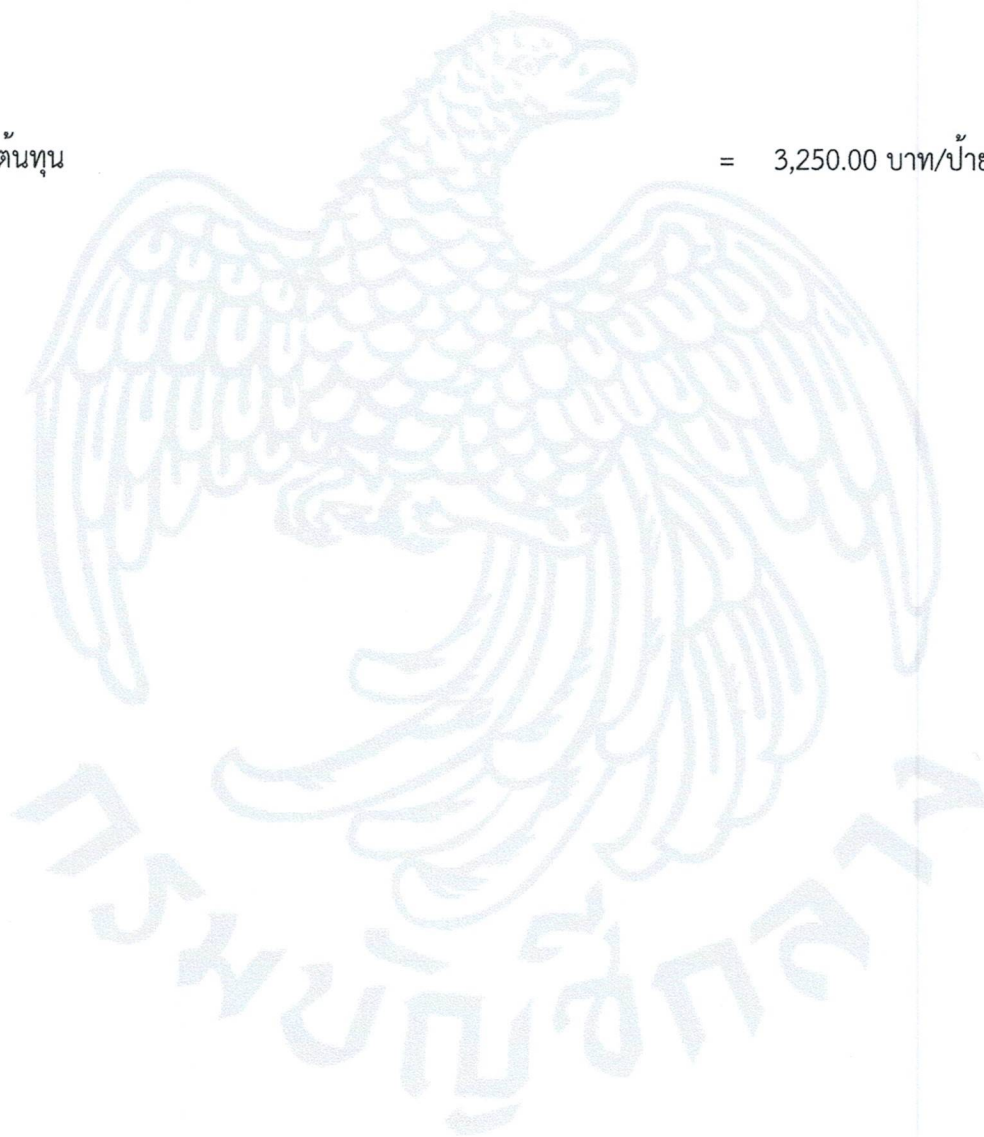 ต้นทุน = 3,250.00 บาท/ป้าย
กรมบัญชีกลาง